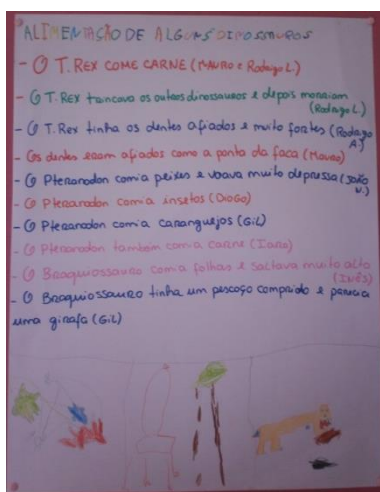 ALIMENTAÇÃO DE ALGUNS DINOSSAUROS
- O T.REX COME CARNE (MAURO e Rodrigo L.)
- O T.REX trincava os outros dinossauros e depois morriam
(Rodrigo L.)
- O T.Rex tinha os dentes afiados e muito fortes (Rodrigo
A.)
- Os dentes eram afiados como a ponta da faca (Mauro)
- O Pteranodon comia peixes e voava muito depressa (João
V.)
- O Pteranodon comia insetos (Diogo)
- O Pteranodon comia caranguejos (Gil)
- O Pteranodon também comia carne (Iara)
- O Braquiossauro comia folhas e saltava muito alto
(Inês)
- O Braquiossauro tinha um pescoço comprido e parecia
uma girafa (Gil)